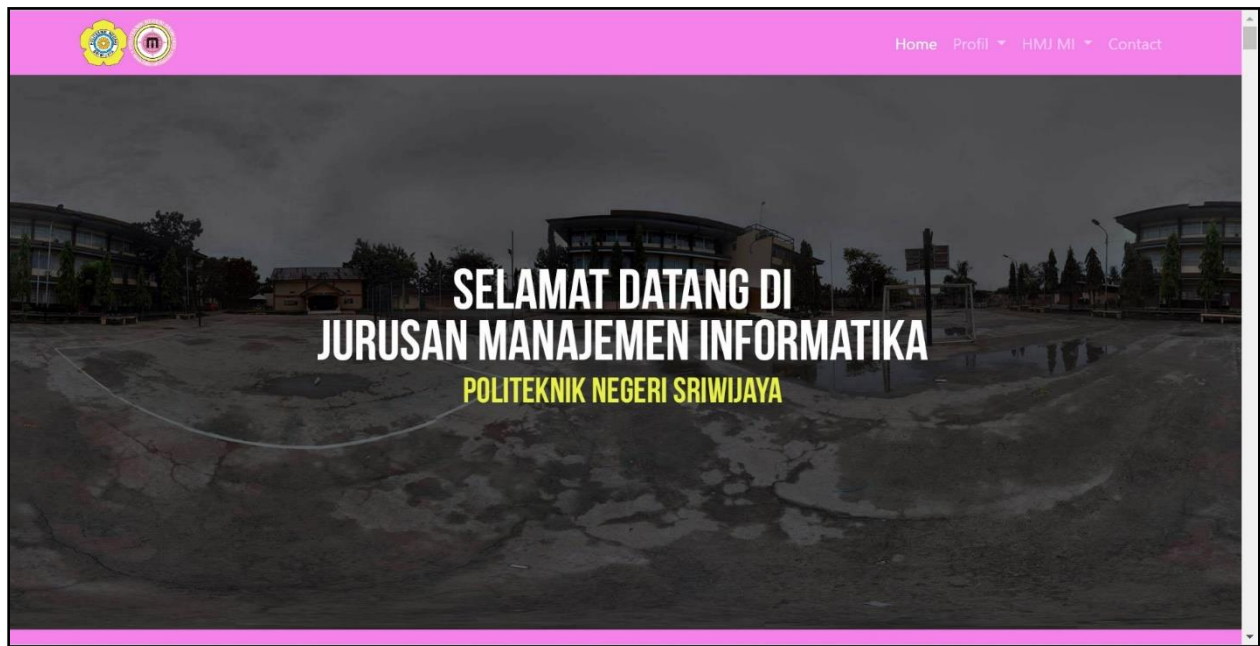 Home Profil HMJ MI Contact
SELAMAT DATANG DI
JURUSAN MANAJEMEN INFORMATIKA
POLITEKNIK NEGERI SRIWIJAYA